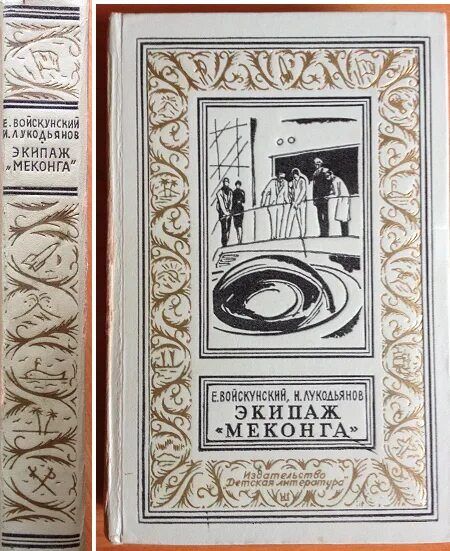 Е. ВОЙСКУНСКИЙ
И. ЛУКОДЬЯНОВ
ЭКИПАЖ
„МЕКОНГА"
Е. ВОЙСКУНСКИЙ, И. ЛУКОДЬЯНОВ
ЭКИПАЖ
«МЕКОНГА»
Издательство
"Детская литература"